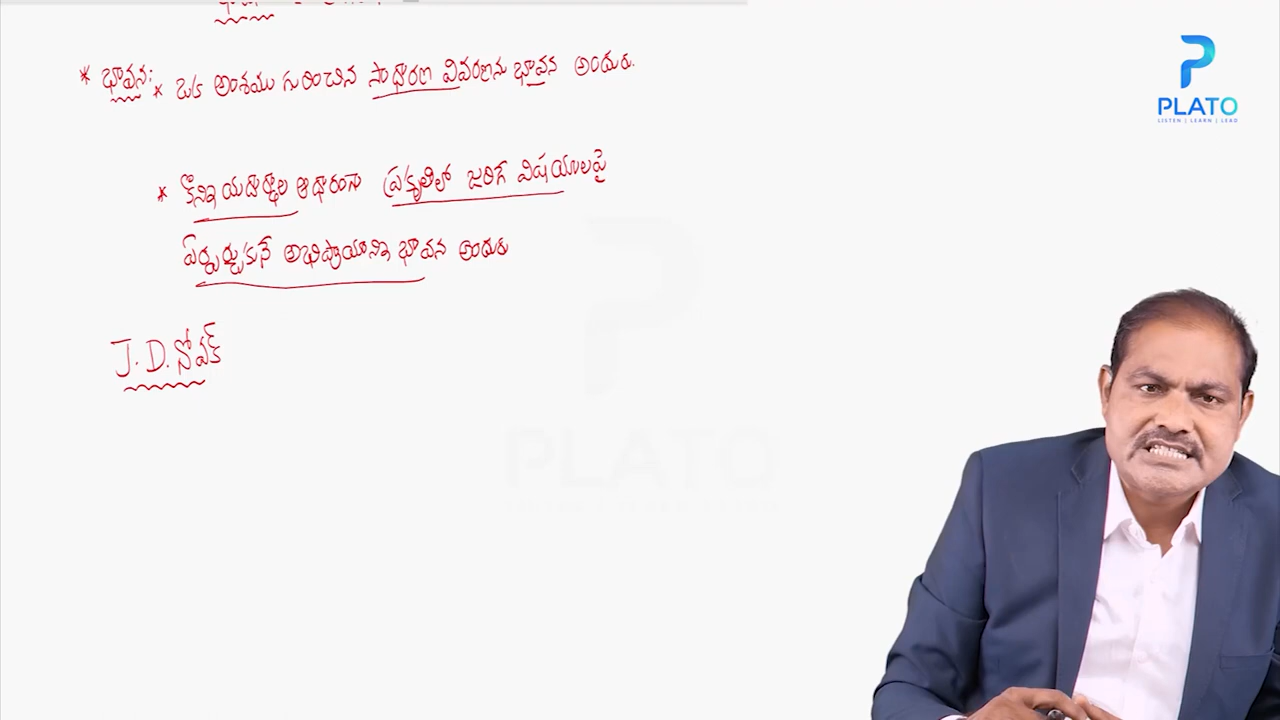 * భావన: * ఒక అంశము గురించిన సాధారణ వివరణను భావన అందురు.
* కొన్ని యదార్థాల ఆధారంగా ప్రకృతిలో జరిగే విషయాలపై
ఏర్పర్చుకునే అభిప్రాయాన్ని భావన అందురు
J. D. నోవక్
PLATO
LISTEN | LEARN | LEAD
PLATO